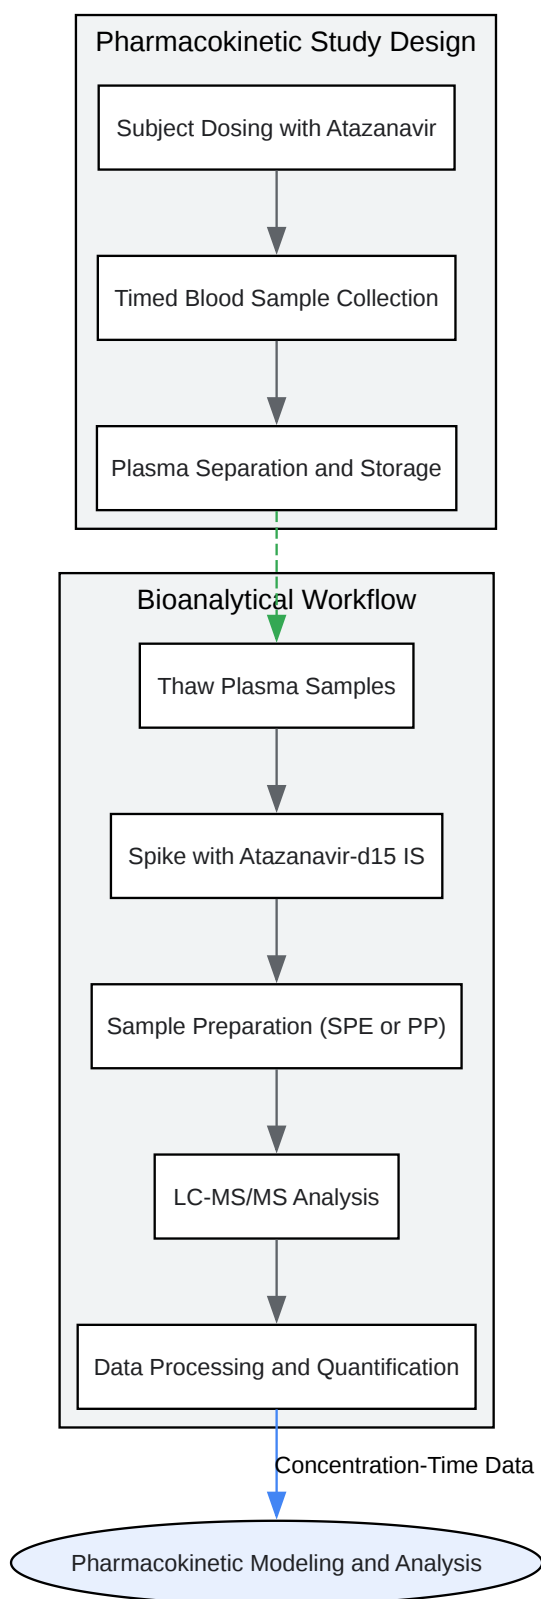 Pharmacokinetic Study Design
Subject Dosing with Atazanavir
Timed Blood Sample Collection
Plasma Separation and Storage
Bioanalytical Workflow
Thaw Plasma Samples
Spike with Atazanavir-d15 IS
Sample Preparation (SPE or PP)
LC-MS/MS Analysis
Data Processing and Quantification
Concentration-Time Data
Pharmacokinetic Modeling and Analysis